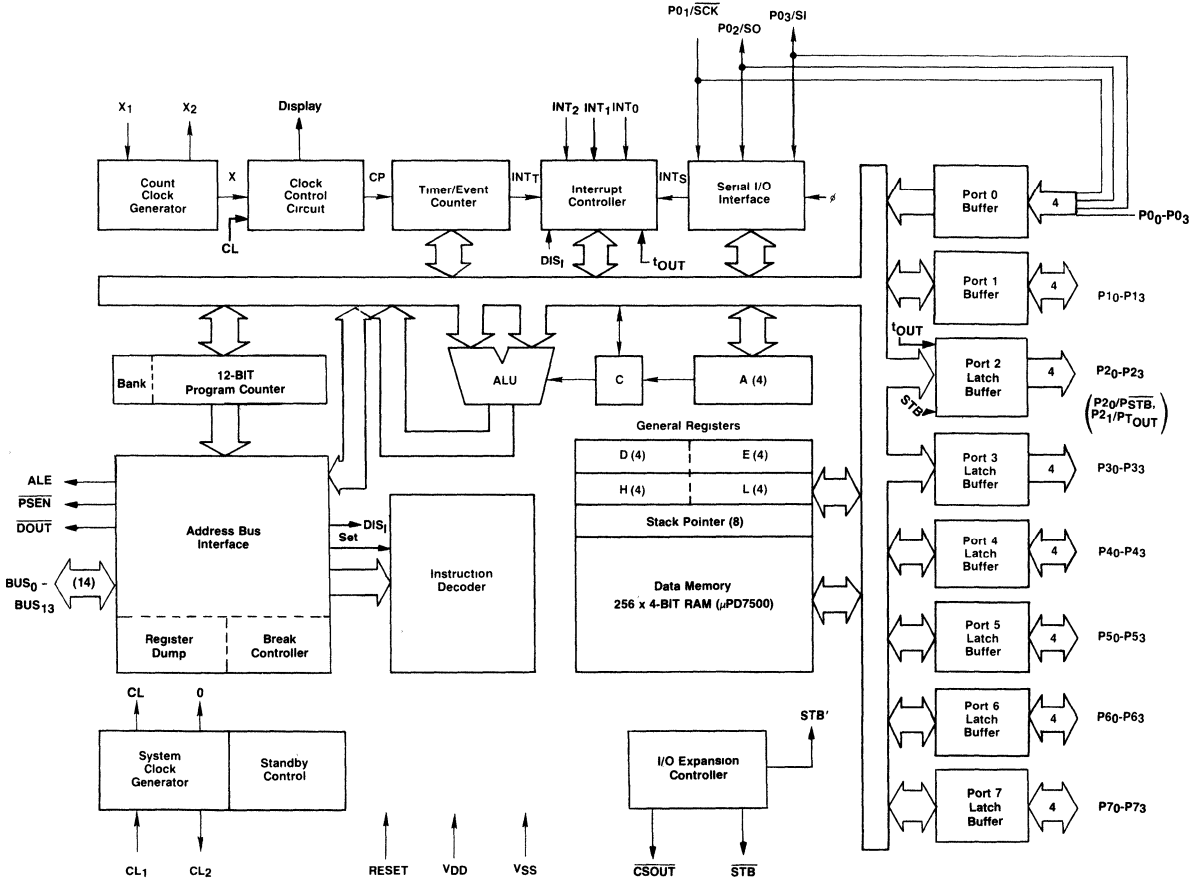 P01/SCK
P02/SO
P03/SI
X1
X2
Display
INT2
INT1
INT0
Count
Clock
Generator
X
Clock
Control
Circuit
CP
Timer/Event
Counter
INTT
Interrupt
Controller
INTS
Serial I/O
Interface
ø
Port 0
Buffer
4
P00-P03
CL
DISI
tOUT
Port 1
Buffer
4
P10-P13
tOUT
Bank
12-BIT
Program Counter
ALU
C
A (4)
Port 2
Latch
Buffer
4
P20-P23
STB
(P20/PSTB,
P21/PTOUT)
General Registers
D (4)
E (4)
H (4)
L (4)
Stack Pointer (8)
Port 3
Latch
Buffer
4
P30-P33
ALE
PSEN
DOUT
BUS0 -
BUS13
(14)
Address Bus
Interface
DISI
Set
Instruction
Decoder
Data Memory
256 x 4-BIT RAM (µPD7500)
Port 4
Latch
Buffer
4
P40-P43
Register
Dump
Break
Controller
Port 5
Latch
Buffer
4
P50-P53
CL
0
System
Clock
Generator
Standby
Control
STB'
I/O Expansion
Controller
Port 6
Latch
Buffer
4
P60-P63
Port 7
Latch
Buffer
4
P70-P73
CL1
CL2
RESET
VDD
VSS
CSOUT
STB